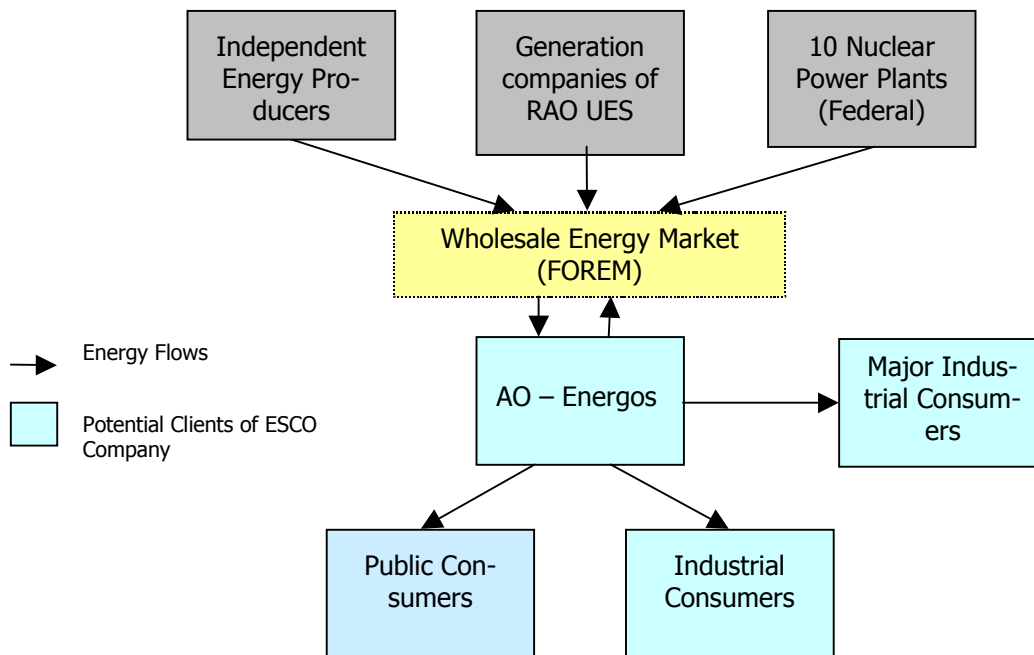 Independent
Energy Pro-
ducers
Generation
companies of
RAO UES
10 Nuclear
Power Plants
(Federal)
Wholesale Energy Market
(FOREM)
Energy Flows
Potential Clients of ESCO
Company
AO – Energos
Major Indus-
trial Consum-
ers
Public Con-
sumers
Industrial
Consumers